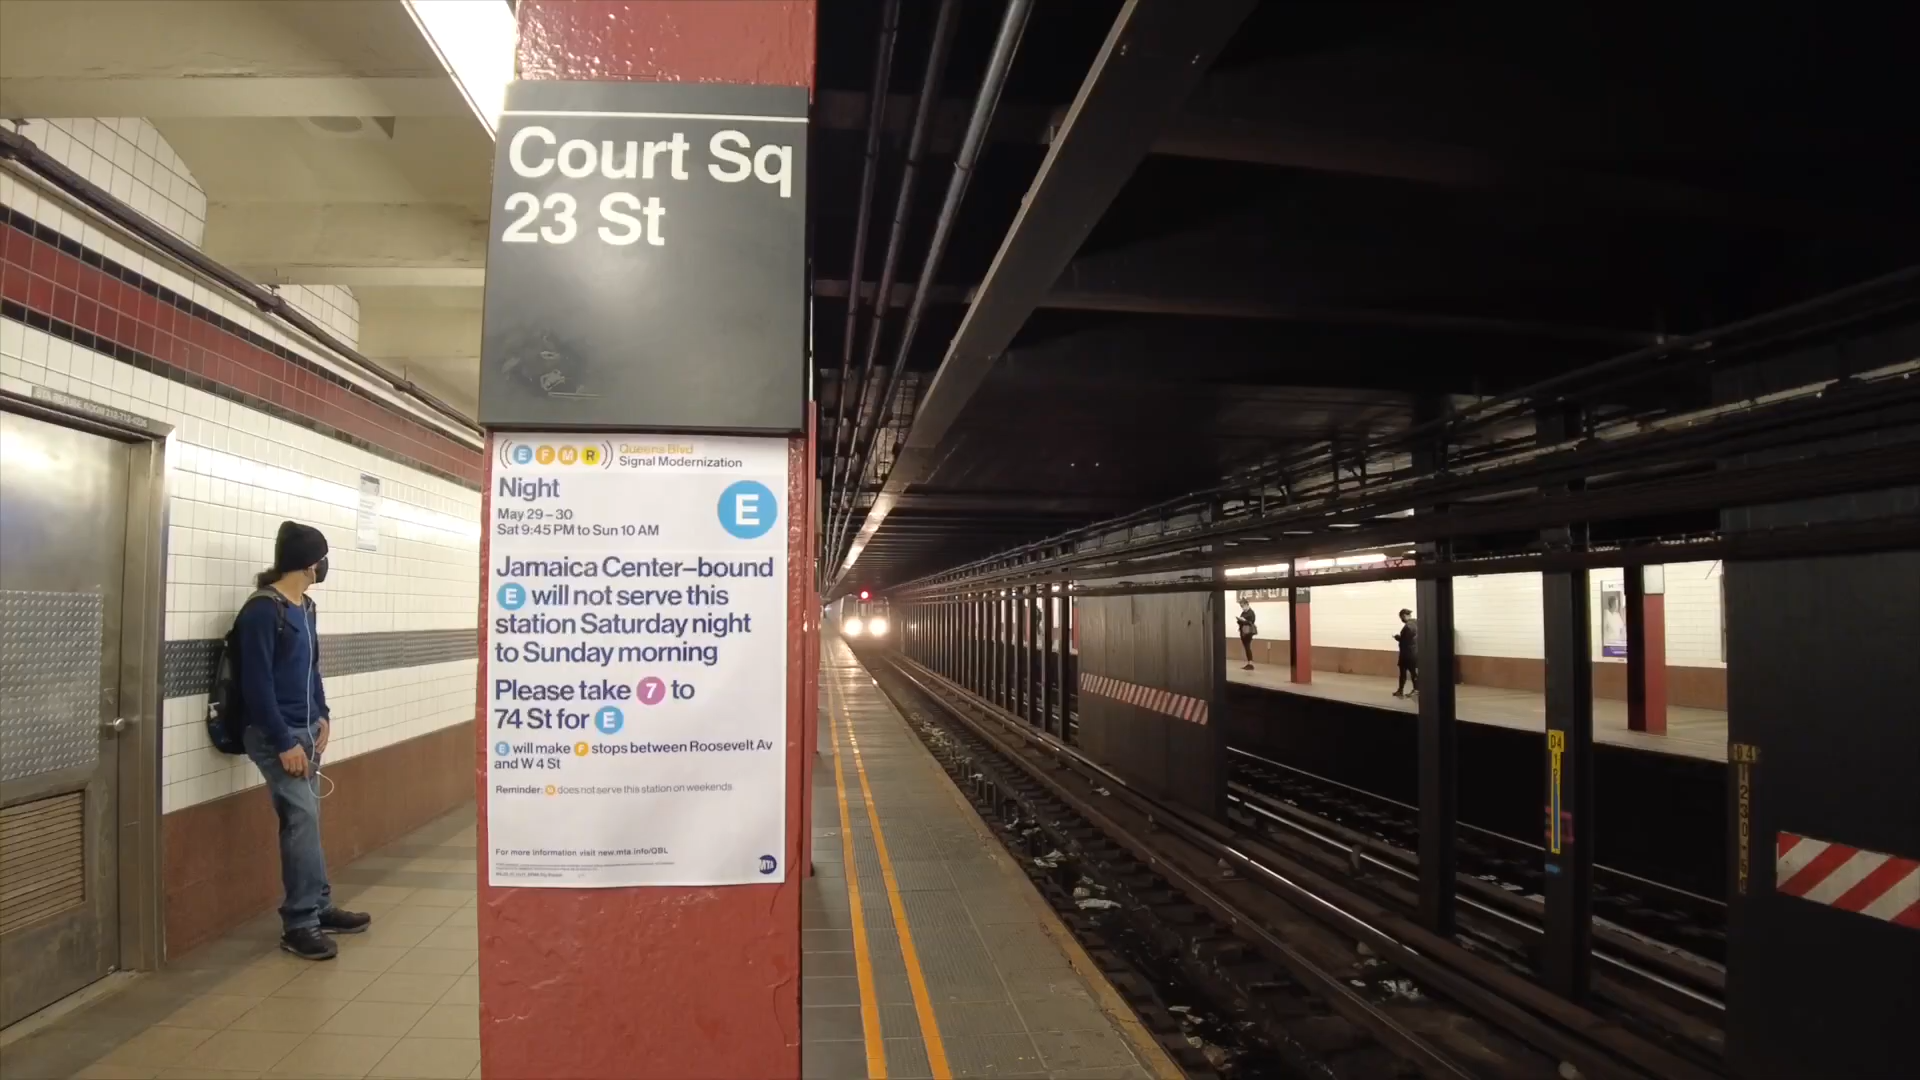 Court Sq
23 St
E F M R
Queens Blvd
Signal Modernization
Night
May 29 – 30
Sat 9:45 PM to Sun 10 AM
E
Jamaica Center–bound
E will not serve this
station Saturday night
to Sunday morning
Please take 7 to
74 St for E
E will make F stops between Roosevelt Av
and W 4 St
Reminder: M does not serve this station on weekends.
For more information visit new.mta.info/QBL
MTA